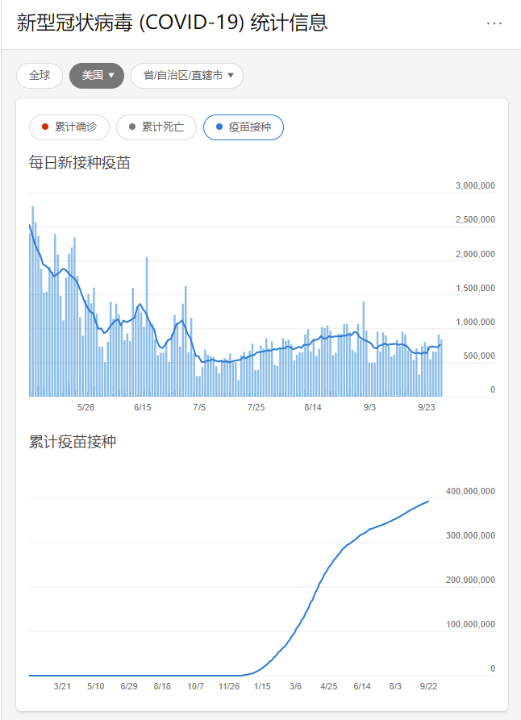 新型冠状病毒 (COVID-19) 统计信息
···
全球
美国 ▼
省/自治区/直辖市 ▼
累计确诊
累计死亡
疫苗接种
每日新接种疫苗
3,000,000
2,500,000
2,000,000
1,500,000
1,000,000
500,000
0
5/26 6/15 7/5 7/25 8/14 9/3 9/23
累计疫苗接种
400,000,000
300,000,000
200,000,000
100,000,000
0
3/21 5/10 6/29 8/18 10/7 11/26 1/15 3/6 4/25 6/14 8/3 9/22